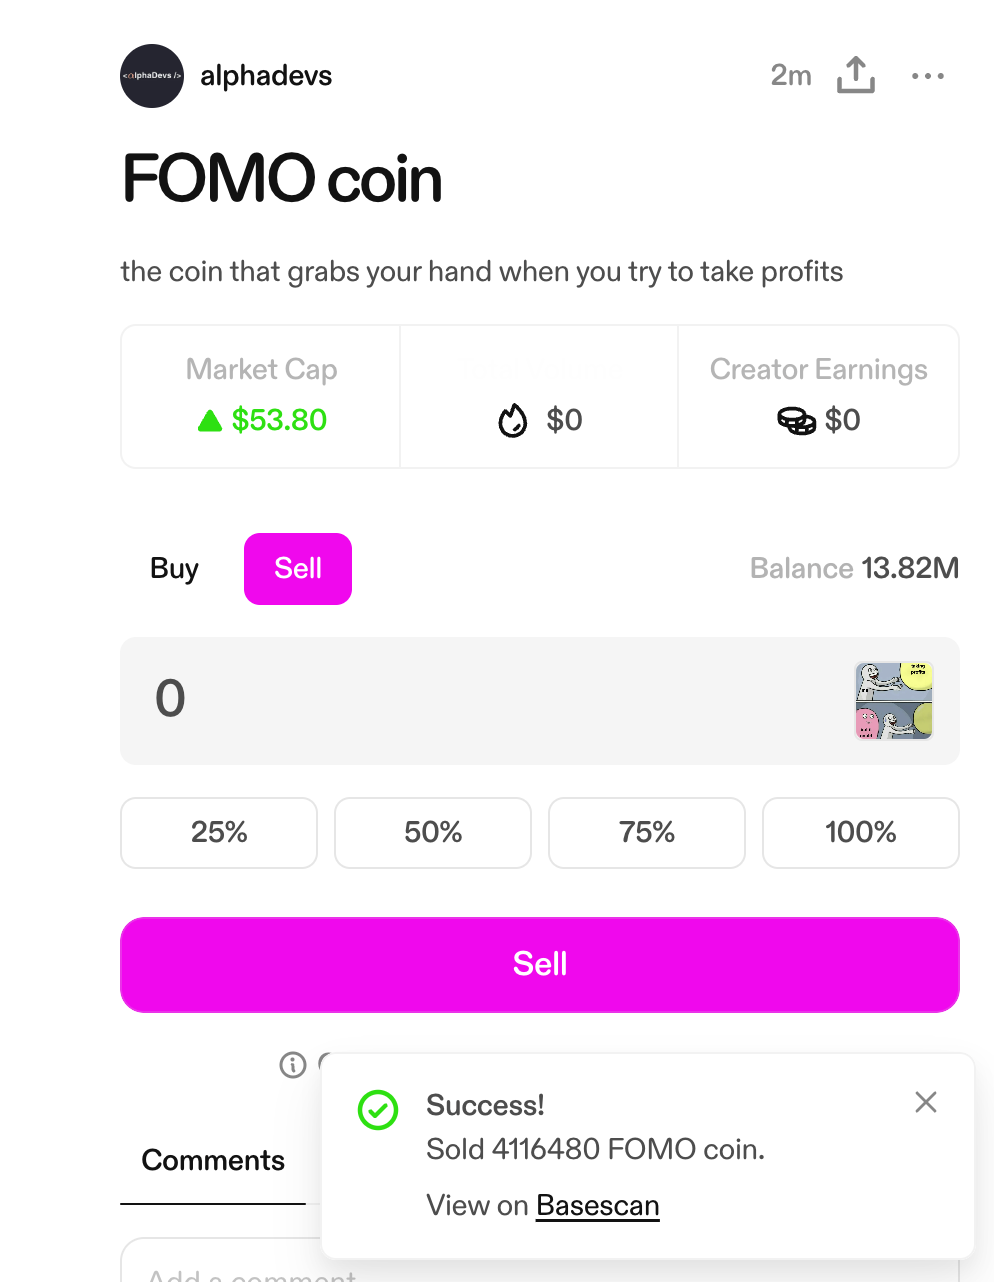 <alphaDevs />
alphadevs
2m
FOMO coin
the coin that grabs your hand when you try to take profits
Market Cap
$53.80
$0
Creator Earnings
$0
Buy
Sell
Balance 13.82M
0
taking
profits
25%
50%
75%
100%
Sell
Success!
Sold 4116480 FOMO coin.
View on Basescan
Comments
Add a comment